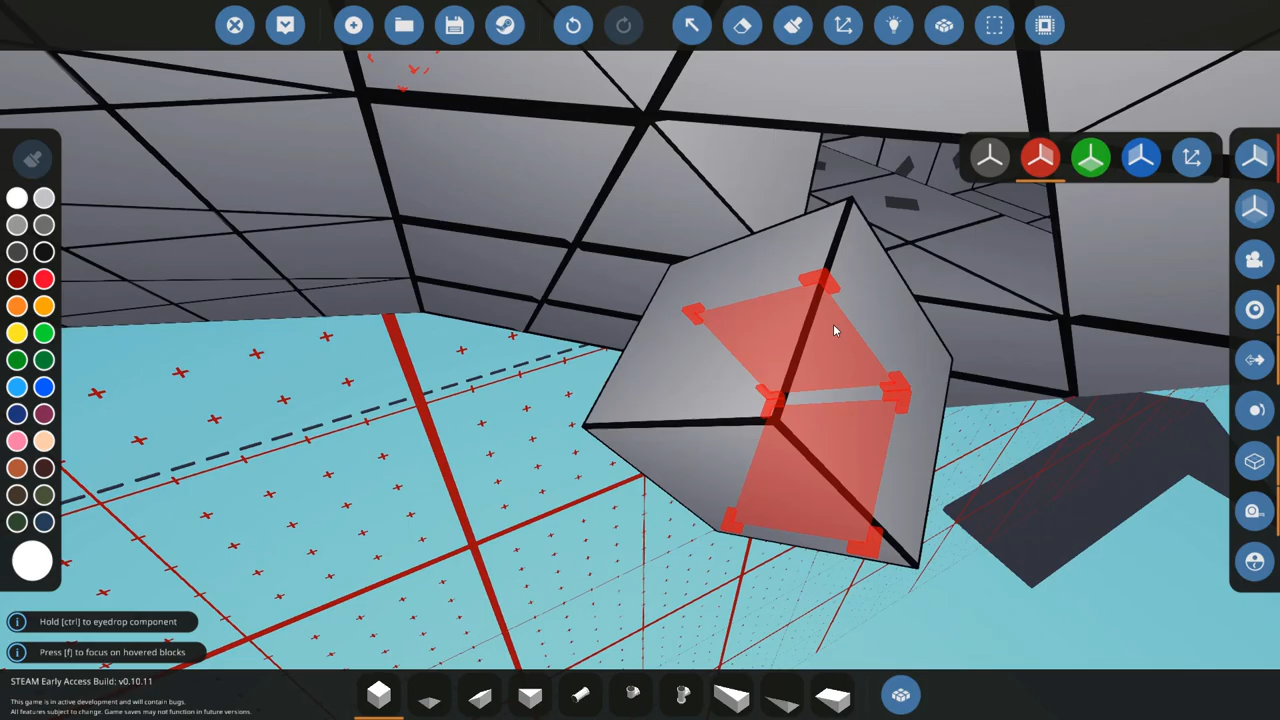 Hold [ctrl] to eyedrop component
Press [f] to focus on hovered blocks
STEAM Early Access Build: v0.10.11
This game is in active development and will contain bugs.
All features subject to change. Game saves may not function in future versions.